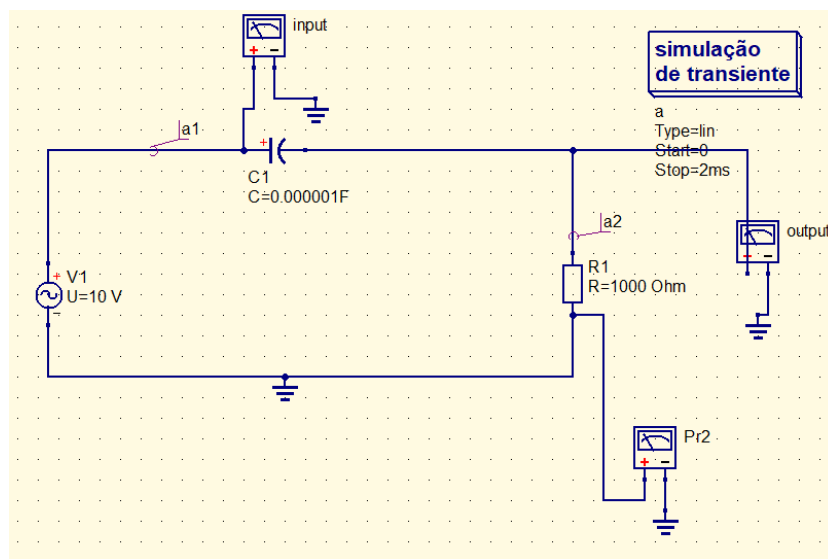 input
simulação
de transiente
a1
a
Type=lin
Start=0
Stop=2ms
C1
C=0.000001F
a2
output
V1
U=10 V
R1
R=1000 Ohm
Pr2